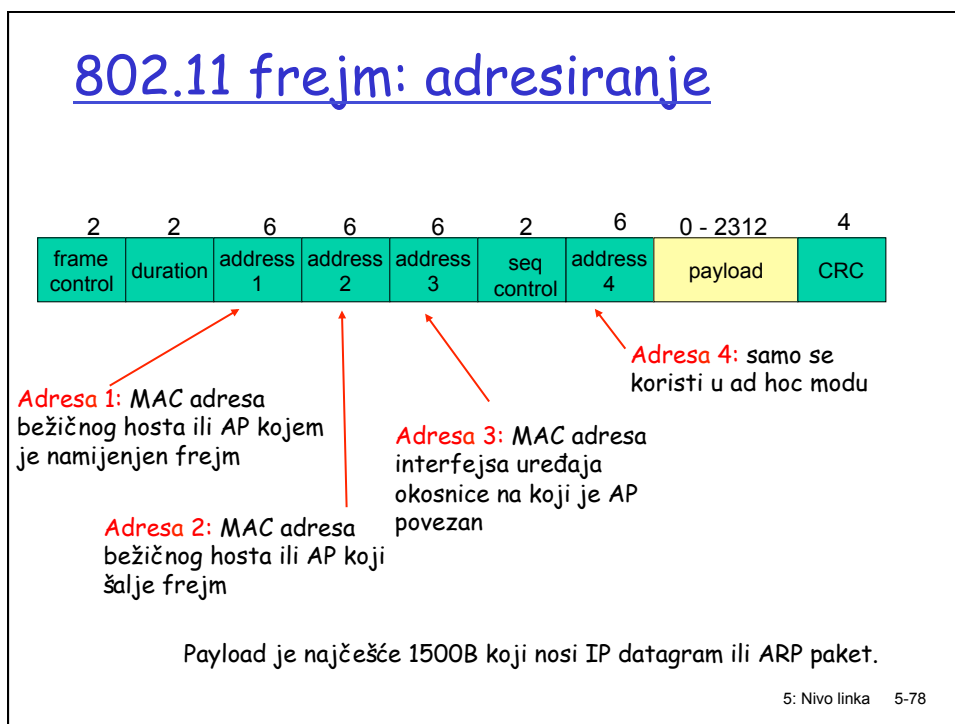 802.11 frejm: adresiranje
2 2 6 6 6 2 6 0 - 2312 4
frame control
duration
address 1
address 2
address 3
seq control
address 4
payload
CRC
Adresa 4: samo se
koristi u ad hoc modu
Adresa 1: MAC adresa
bežičnog hosta ili AP kojem
je namijenjen frejm
Adresa 3: MAC adresa
interfejsa uređaja
okosnice na koji je AP
povezan
Adresa 2: MAC adresa
bežičnog hosta ili AP koji
šalje frejm
Payload je najčešće 1500B koji nosi IP datagram ili ARP paket.
5: Nivo linka 5-78